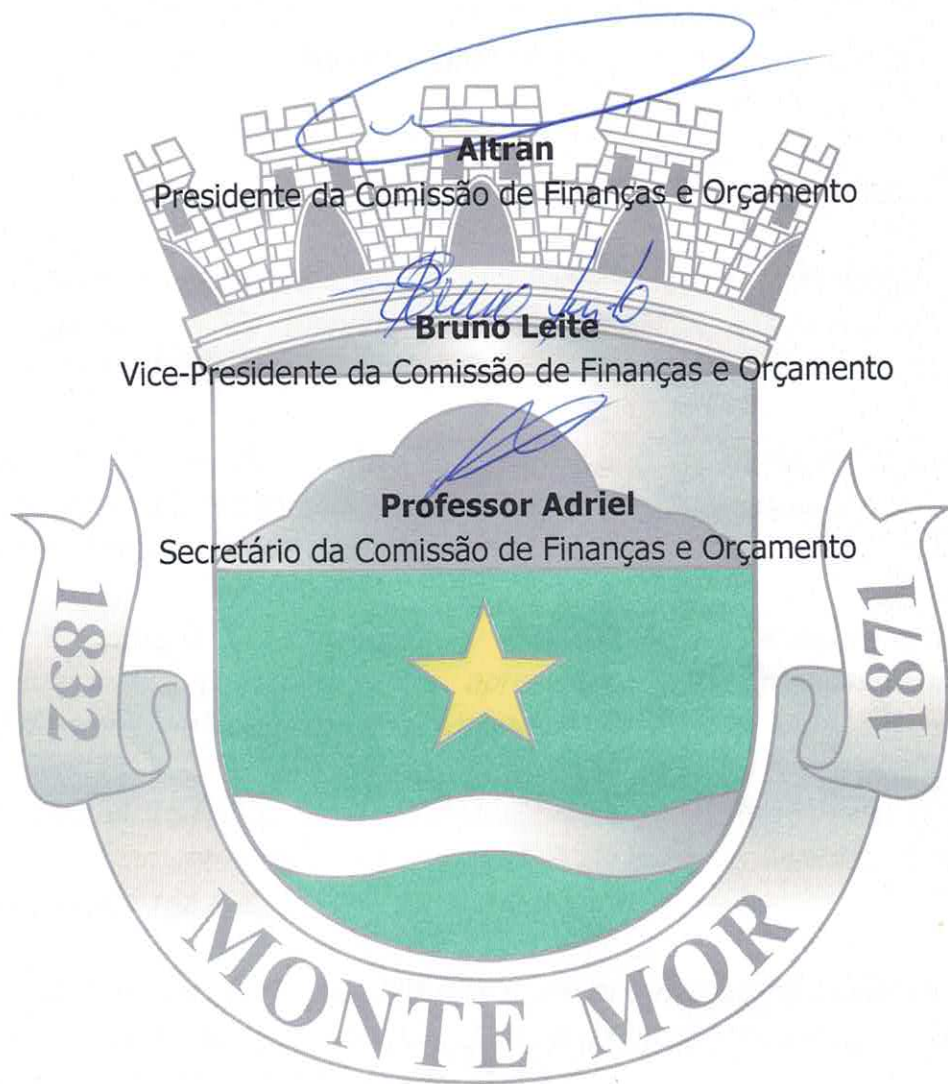 Altran
Presidente da Comissão de Finanças e Orçamento
Bruno Leite
Vice-Presidente da Comissão de Finanças e Orçamento
Professor Adriel
Secretário da Comissão de Finanças e Orçamento
1832
1871
MONTE MOR